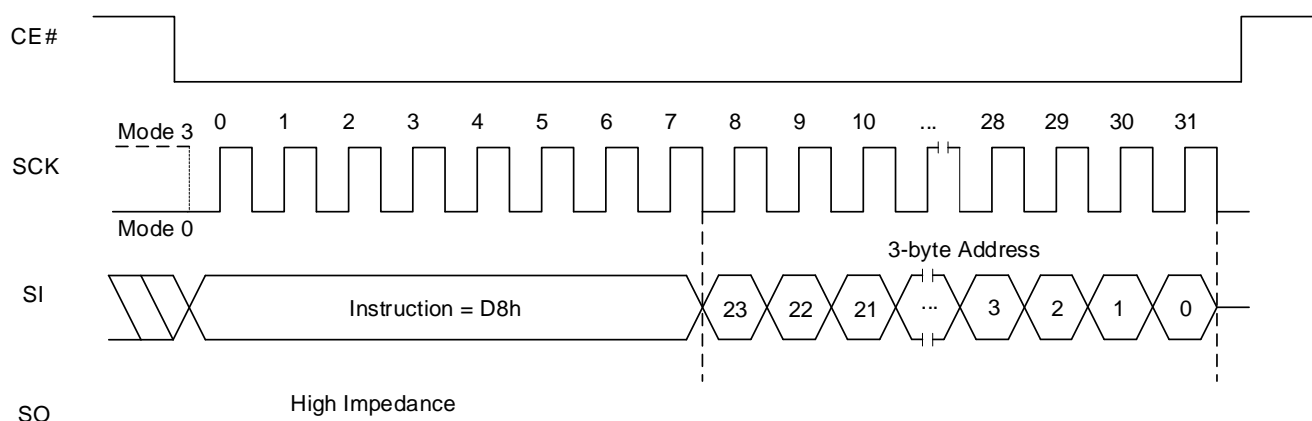 CE#
Mode 3
0 1 2 3 4 5 6 7 8 9 10 ... 28 29 30 31
SCK
Mode 0
3-byte Address
SI
Instruction = D8h
23 22 21 ... 3 2 1 0
High Impedance
SO